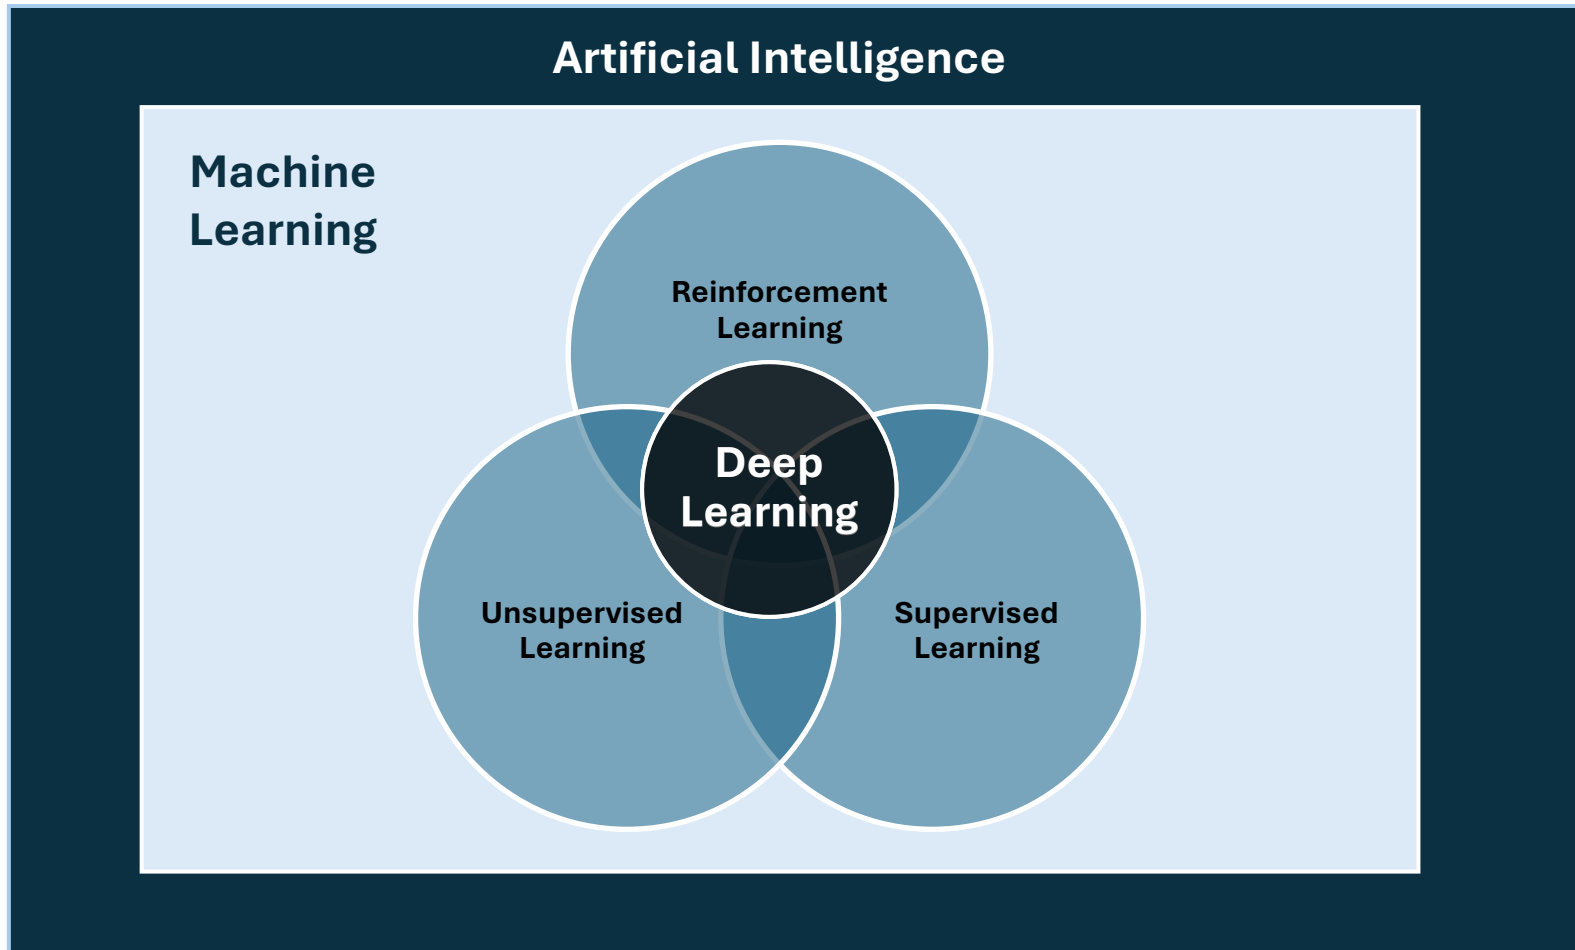 Artificial Intelligence
Machine
Learning
Reinforcement
Learning
Deep
Learning
Unsupervised
Learning
Supervised
Learning